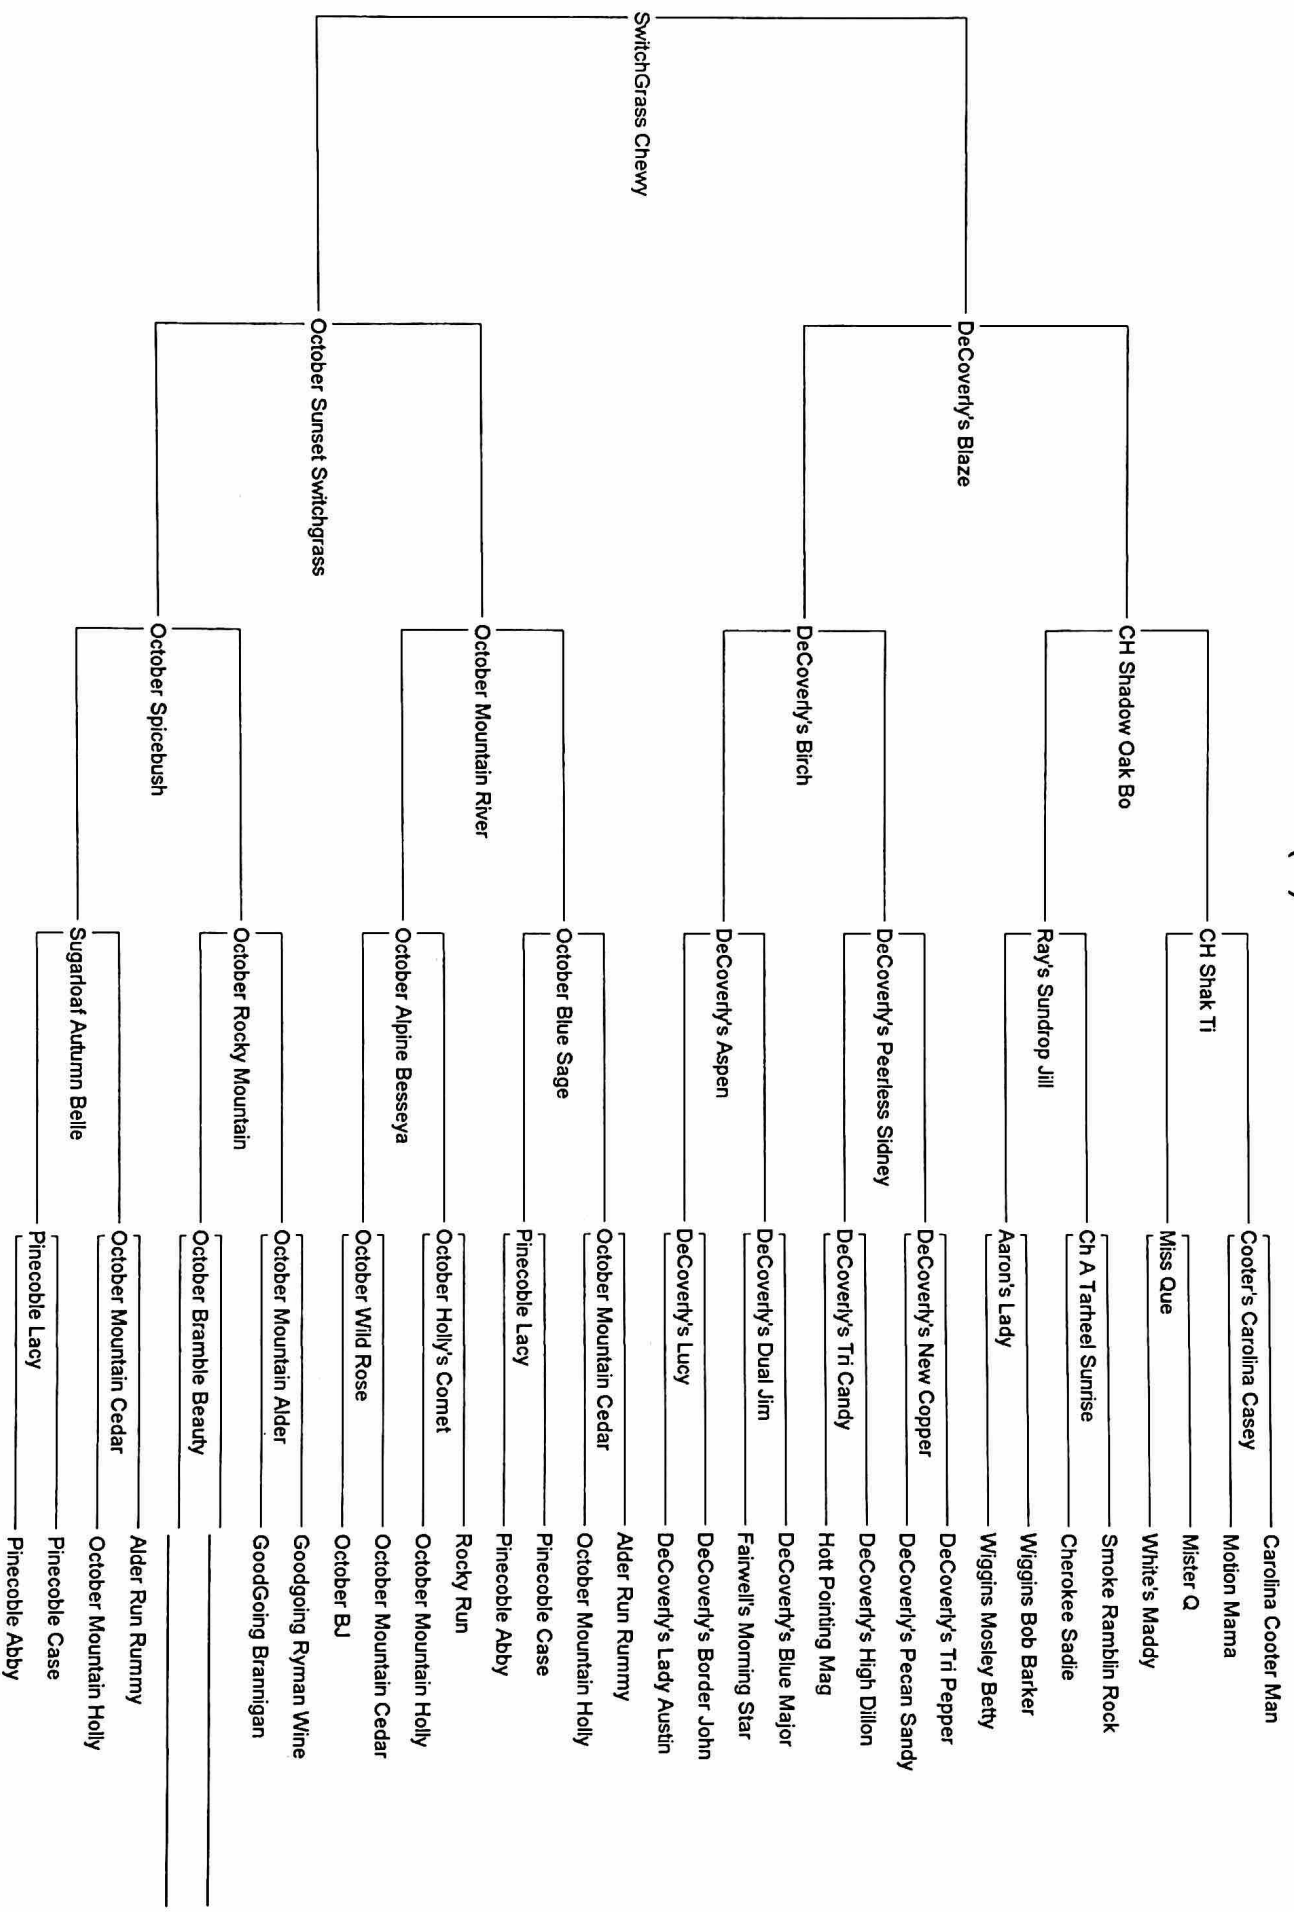 SwitchGrass Chewy
DeCoverly's Blaze
October Sunset Switchgrass
CH Shadow Oak Bo
DeCoverly's Birch
October Mountain River
October Spicebush
CH Shak Ti
Ray's Sundrop Jill
DeCoverly's Peerless Sidney
DeCoverly's Aspen
October Blue Sage
October Alpine Besseya
October Rocky Mountain
Sugarloaf Autumn Belle
Cooter's Carolina Casey
Miss Que
Ch A Tarheel Sunrise
Aaron's Lady
DeCoverly's New Copper
DeCoverly's Tri Candy
DeCoverly's Dual Jim
DeCoverly's Lucy
October Mountain Cedar
Pinecoble Lacy
October Holly's Comet
October Wild Rose
October Mountain Alder
October Bramble Beauty
October Mountain Cedar
Pinecoble Lacy
Carolina Cooter Man
Motion Mama
Mister Q
White's Maddy
Smoke Ramblin Rock
Cherokee Sadie
Wiggins Bob Barker
Wiggins Mosley Betty
DeCoverly's Tri Pepper
DeCoverly's Pecan Sandy
DeCoverly's High Dillon
Hott Pointing Mag
DeCoverly's Blue Major
Fairwell's Morning Star
DeCoverly's Border John
DeCoverly's Lady Austin
Alder Run Rummy
October Mountain Holly
Pinecoble Case
Pinecoble Abby
Rocky Run
October Mountain Holly
October Mountain Cedar
October BJ
Goodgoing Ryman Wine
GoodGoing Brannigan
Alder Run Rummy
October Mountain Holly
Pinecoble Case
Pinecoble Abby